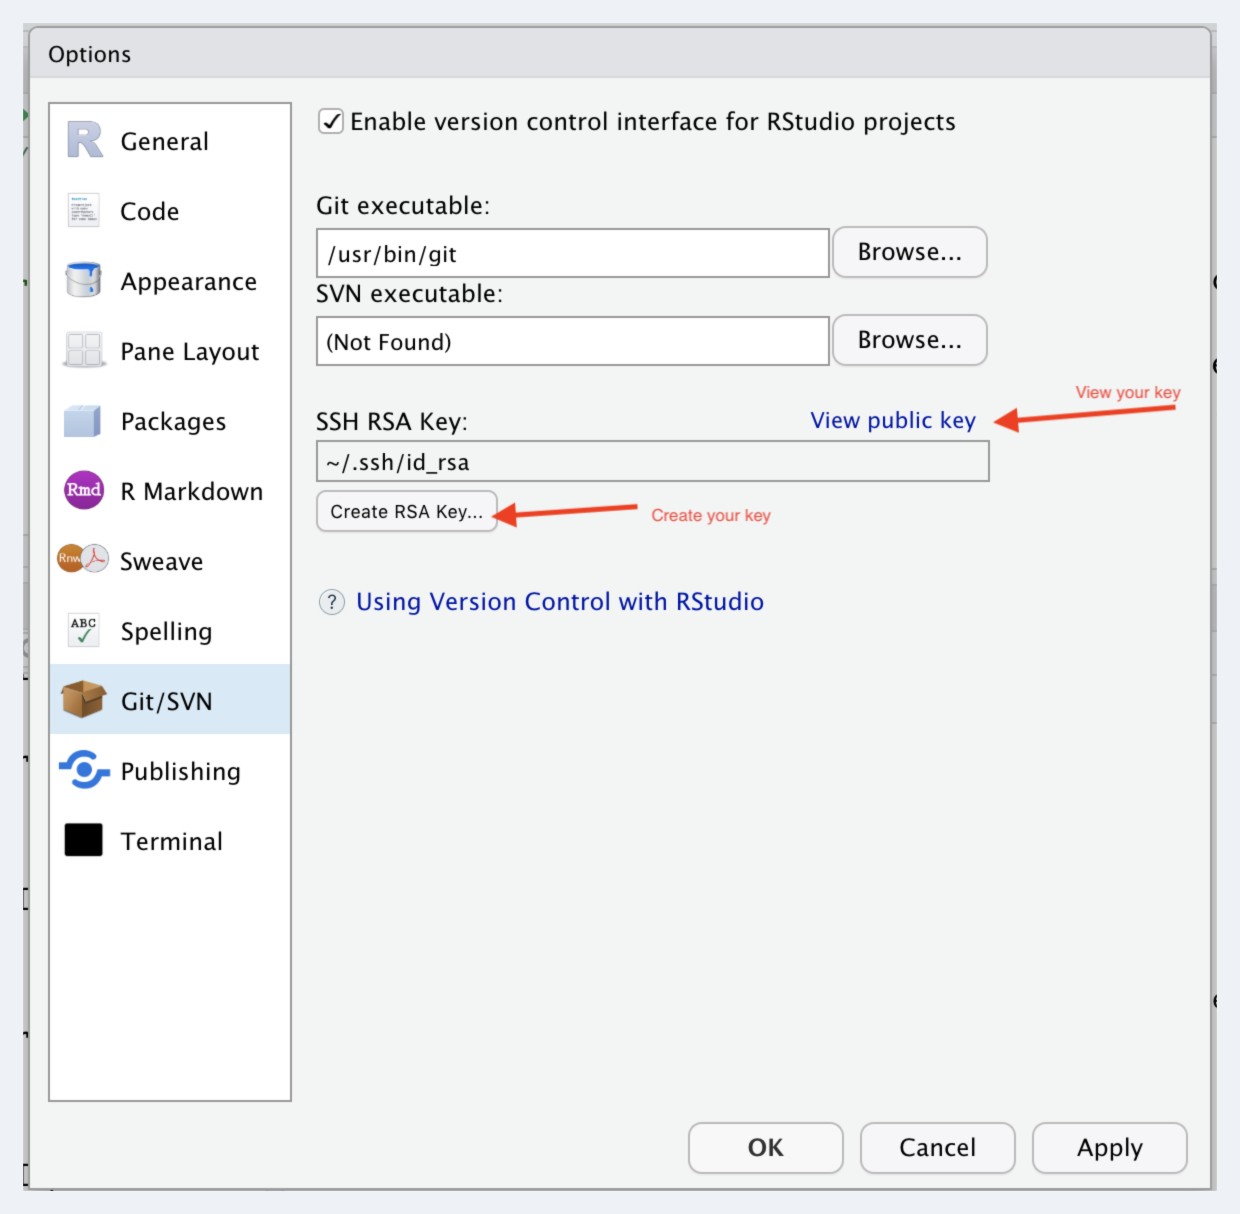 Options
General
Code
Appearance
Pane Layout
Packages
Rmd
R Markdown
Rnw
Sweave
ABC
Spelling
Git/SVN
Publishing
Terminal
Enable version control interface for RStudio projects
Git executable:
/usr/bin/git
Browse...
SVN executable:
(Not Found)
Browse...
View your key
SSH RSA Key:
View public key
~/.ssh/id_rsa
Create RSA Key...
Create your key
? Using Version Control with RStudio
OK
Cancel
Apply